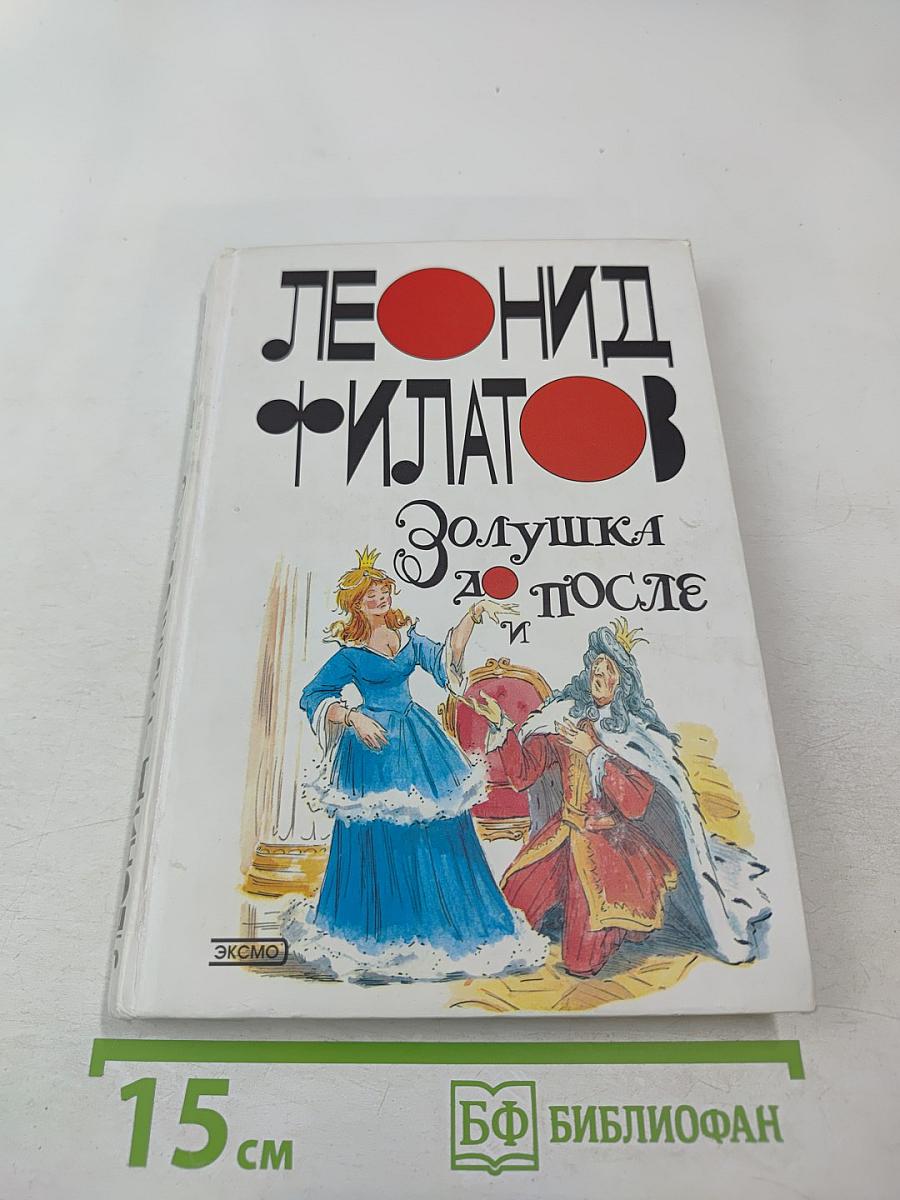 ЛЕОНИД
ФИЛАТОВ
ЗОЛУШКА
ДО
И
ПОСЛЕ
ЭКСМО
15 см
БФ БИБЛИОФАН